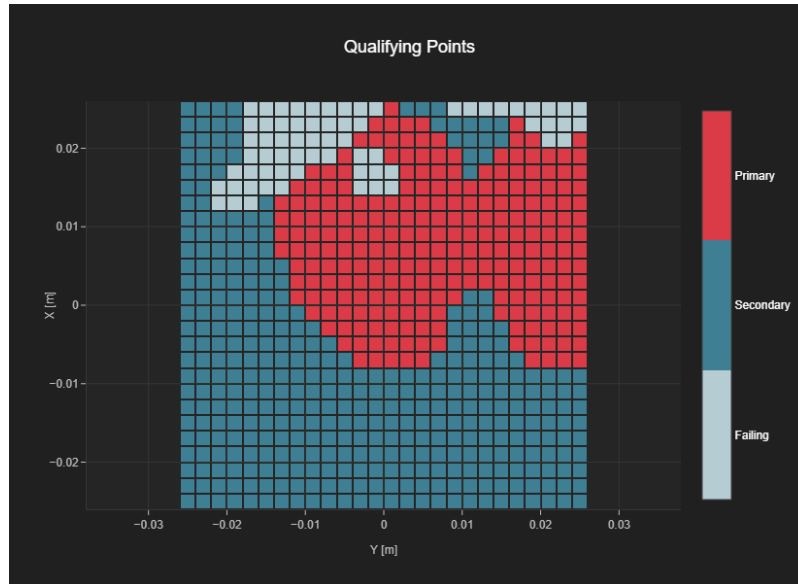 Qualifying Points
Primary
Secondary
Failing
0.02
0.01
0
−0.01
−0.02
X [m]
−0.03
−0.02
−0.01
0
0.01
0.02
0.03
Y [m]